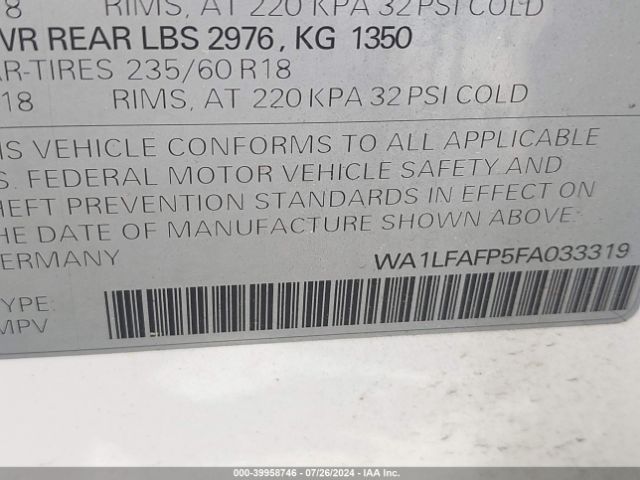 8 RIMS, AT 220 KPA 32 PSI COLD
WR REAR LBS 2976, KG 1350
AR-TIRES 235/60 R18
18 RIMS, AT 220 KPA 32 PSI COLD
IS VEHICLE CONFORMS TO ALL APPLICABLE
S. FEDERAL MOTOR VEHICLE SAFETY AND
HEFT PREVENTION STANDARDS IN EFFECT ON
HE DATE OF MANUFACTURE SHOWN ABOVE.
GERMANY WA1LFAFP5FA033319
YPE:
MPV
000-39958746 - 07/26/2024 - IAA Inc.